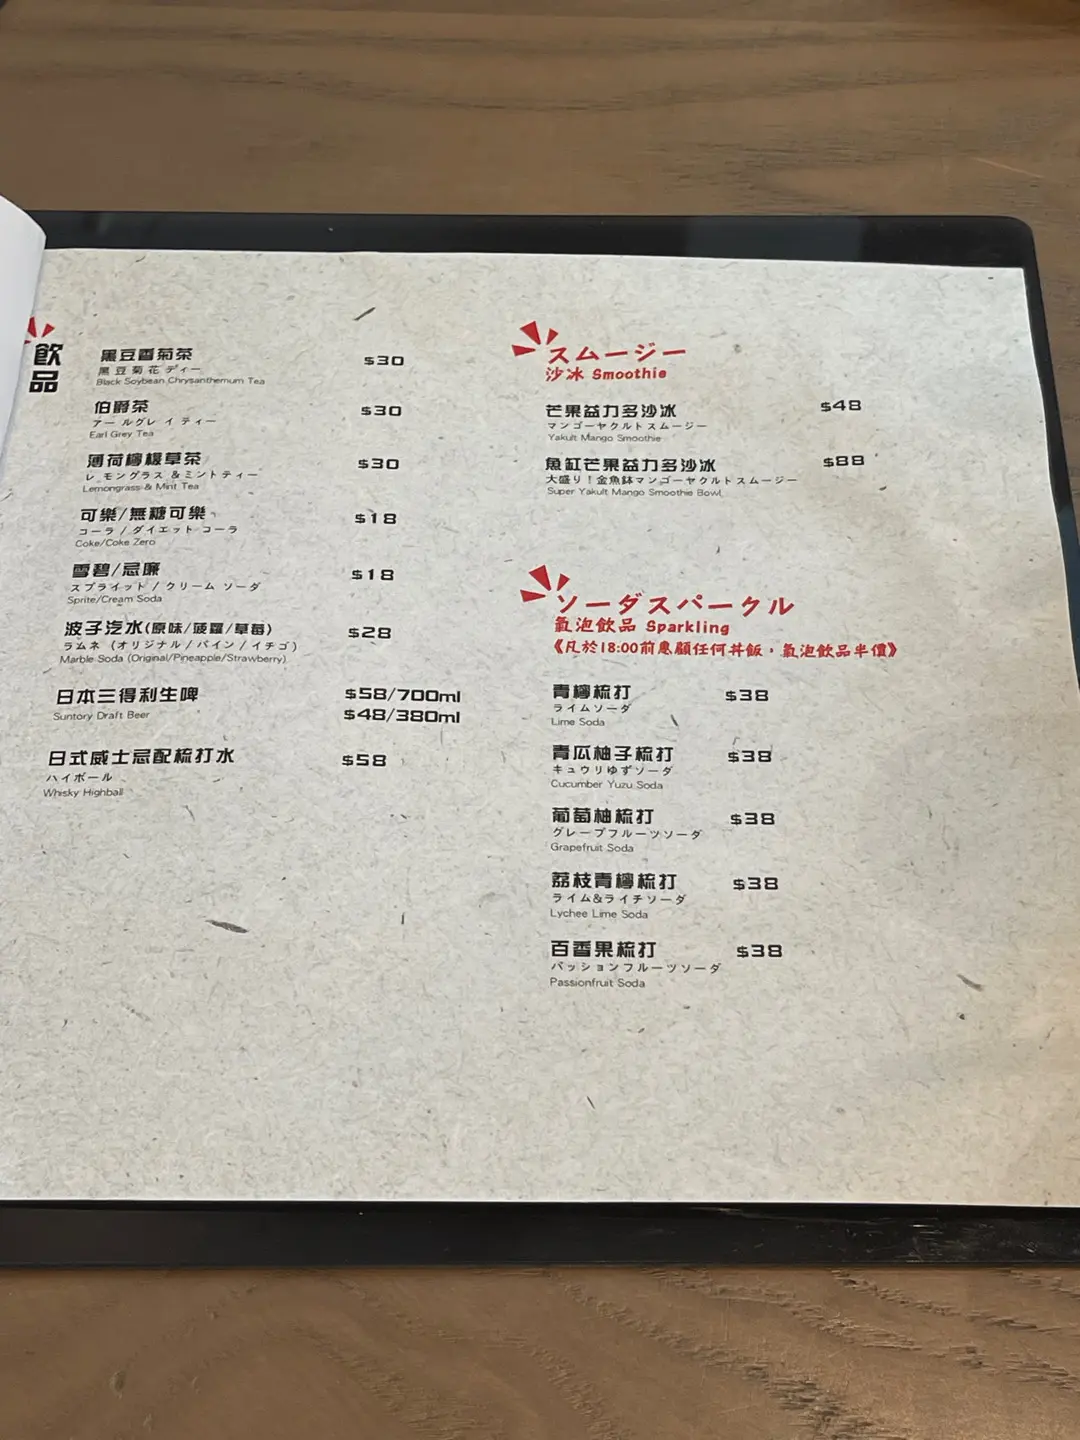 飲品
黑豆香菊茶 $30
黒豆菊花 ディー
Black Soybean Chrysanthemum Tea
伯爵茶 $30
アールグレ イ ティー
Earl Grey Tea
薄荷檸檬草茶 $30
レ モングラス &ミントティー
Lemongrass & Mint Tea
可樂/無糖可樂 $18
コーラ / ダイエット コーラ
Coke/Coke Zero
雪碧/忌廉 $18
スプライット / クリーム ソーダ
Sprite/Cream Soda
波子汽水(原味/菠蘿/草莓) $28
ラムネ (オリジナル / パイン / イチゴ)
Marble Soda (Original/Pineapple/Strawberry)
日本三得利生啤 $58/700ml
Suntory Draft Beer $48/380ml
日式威士忌配梳打水 $58
ハイボール
Whisky Highball
スムージー
沙冰 Smoothie
芒果益力多沙冰 $48
マンゴーヤクルトスムージー
Yakult Mango Smoothie
魚缸芒果益力多沙冰 $88
大盛り!金魚鉢マンゴーヤクルトスムージー
Super Yakult Mango Smoothie Bowl
ソーダスパークル
氣泡飲品 Sparkling
《凡於18:00前惠顧任何丼飯，氣泡飲品半價》
青檸梳打 $38
ライムソーダ
Lime Soda
青瓜柚子梳打 $38
キュウリゆずソーダ
Cucumber Yuzu Soda
葡萄柚梳打 $38
グレープフルーツソーダ
Grapefruit Soda
荔枝青檸梳打 $38
ライム&ライチソーダ
Lychee Lime Soda
百香果梳打 $38
パッションフルーツソーダ
Passionfruit Soda